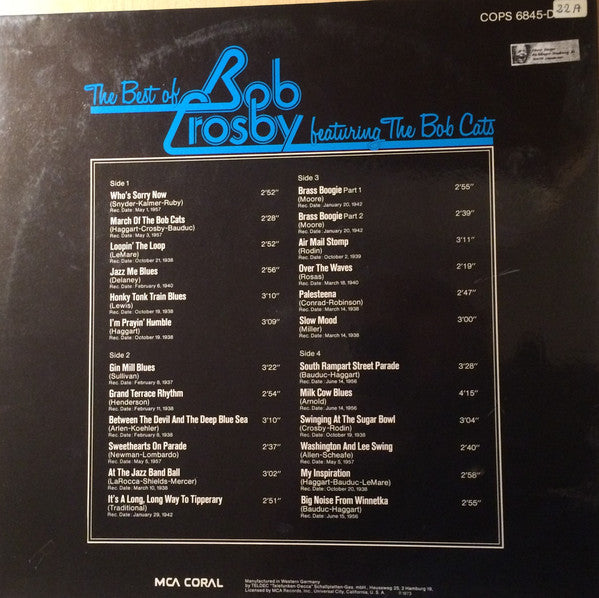 COPS 6845-D
22A
The Best of Bob
Crosby featuring The Bob Cats
Side 1
Who's Sorry Now 2'52"
(Snyder-Kalmer-Ruby)
Rec. Date: May 1, 1957
March Of The Bob Cats 2'28"
(Haggart-Crosby-Bauduc)
Rec. Date: May 3, 1957
Loopin' The Loop 2'52"
(LeMare)
Rec. Date: October 21, 1938
Jazz Me Blues 2'56"
(Delaney)
Rec. Date: February 6, 1940
Honky Tonk Train Blues 3'10"
(Lewis)
Rec. Date: October 19, 1938
I'm Prayin' Humble 3'09"
(Haggart)
Rec. Date: October 19, 1938
Side 2
Gin Mill Blues 3'22"
(Sullivan)
Rec. Date: February 8, 1937
Grand Terrace Rhythm 2'54"
(Henderson)
Rec. Date: February 11, 1938
Between The Devil And The Deep Blue Sea 3'10"
(Arlen-Koehler)
Rec. Date: February 8, 1938
Sweethearts On Parade 2'37"
(Newman-Lombardo)
Rec. Date: May 5, 1957
At The Jazz Band Ball 3'02"
(LaRocca-Shields-Mercer)
Rec. Date: March 10, 1938
It's A Long, Long Way To Tipperary 2'51"
(Traditional)
Rec. Date: January 29, 1942
Side 3
Brass Boogie Part 1 2'55"
(Moore)
Rec. Date: January 20, 1942
Brass Boogie Part 2 2'39"
(Moore)
Rec. Date: January 20, 1942
Air Mail Stomp 3'11"
(Rodin)
Rec. Date: October 2, 1939
Over The Waves 2'19"
(Rosas)
Rec. Date: March 18, 1940
Palesteena 2'47"
(Conrad-Robinson)
Rec. Date: March 14, 1938
Slow Mood 3'00"
(Miller)
Rec. Date: March 14, 1938
Side 4
South Rampart Street Parade 3'28"
(Bauduc-Haggart)
Rec. Date: June 14, 1956
Milk Cow Blues 4'15"
(Arnold)
Rec. Date: June 14, 1956
Swinging At The Sugar Bowl 3'04"
(Crosby-Rodin)
Rec. Date: October 19, 1938
Washington And Lee Swing 2'40"
(Allen-Scheafe)
Rec. Date: May 5, 1957
My Inspiration 2'58"
(Haggart-Bauduc-LeMare)
Rec. Date: October 20, 1938
Big Noise From Winnetka 2'55"
Rec. Date: June 15, 1956
MCA CORAL
Manufactured in Western Germany
by TELDEC "Telefunken-Decca" Schallplatten-Ges. mbH., Heussweg 25, 2 Hamburg 19,
Licensed by MCA Records Inc. Universal City, California, U. S. A. ℗ 1973